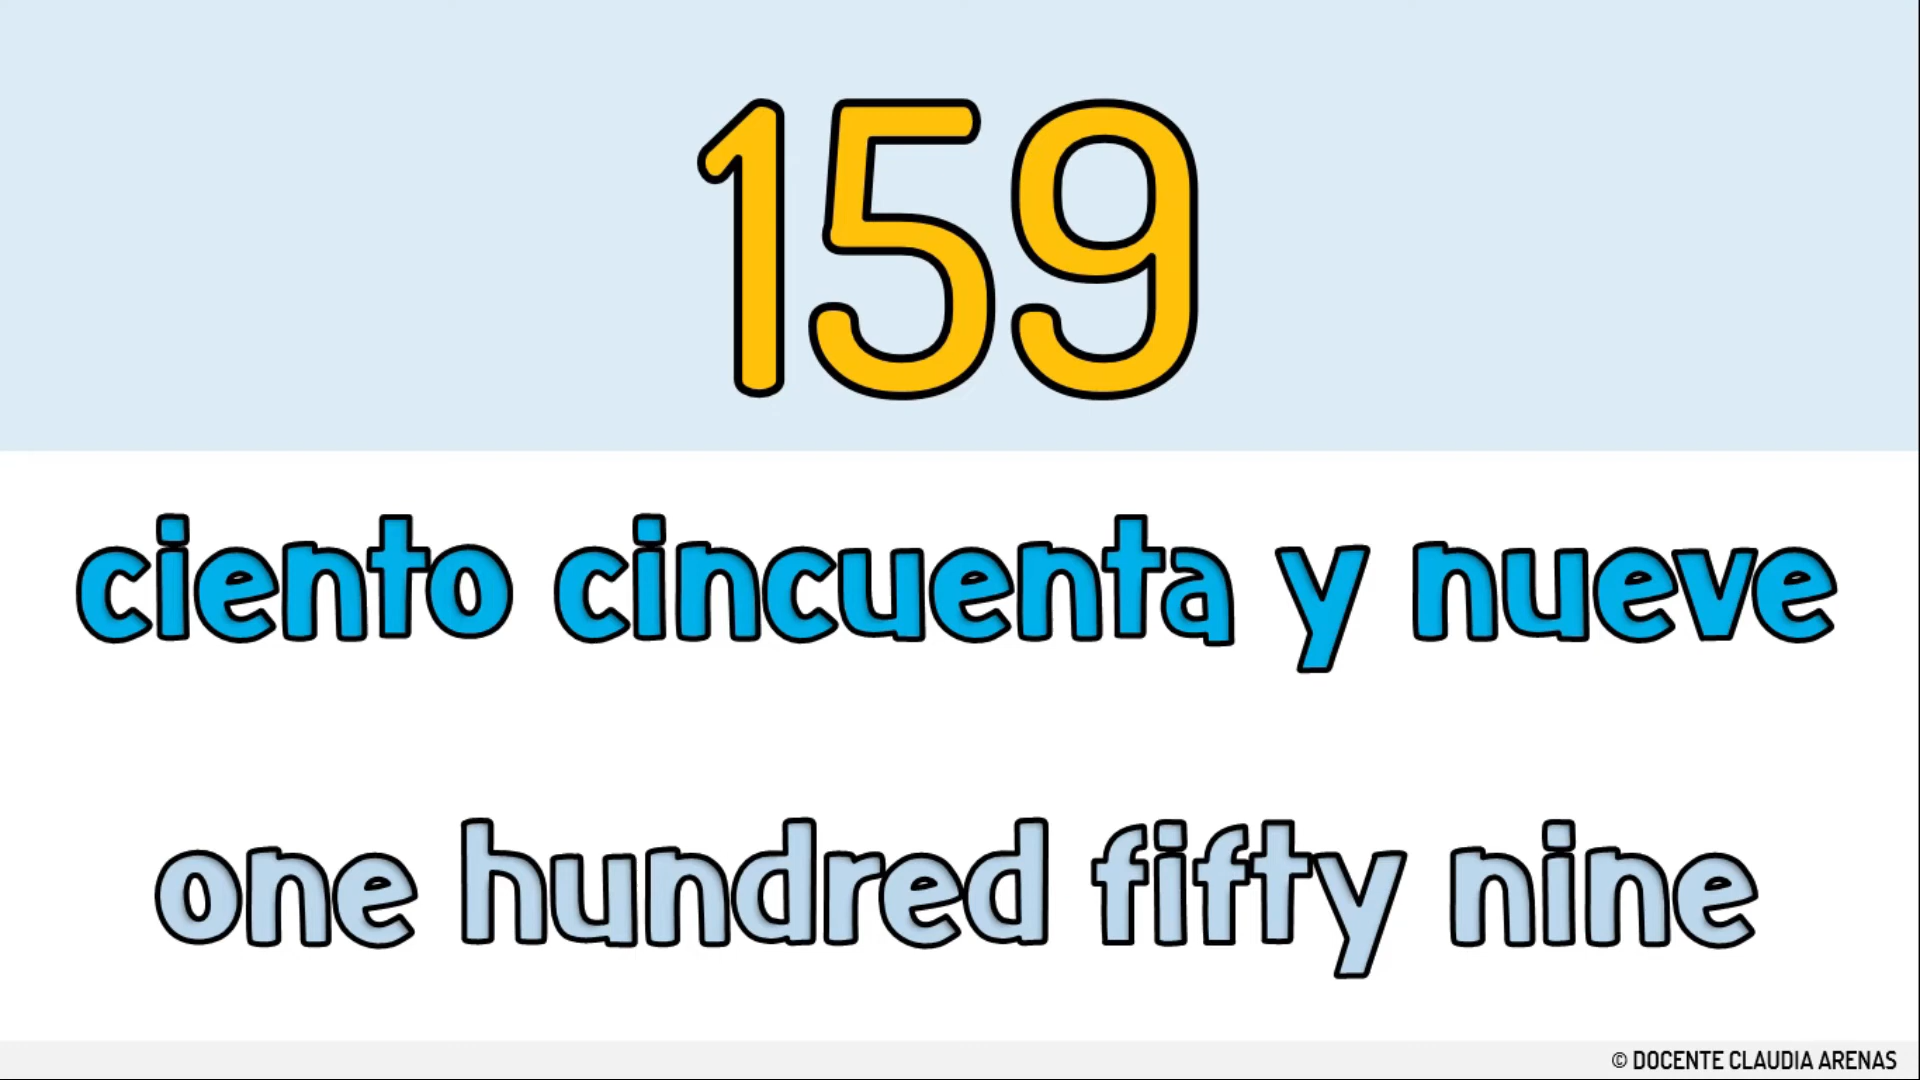 159
ciento cincuenta y nueve
one hundred fifty nine
© DOCENTE CLAUDIA ARENAS